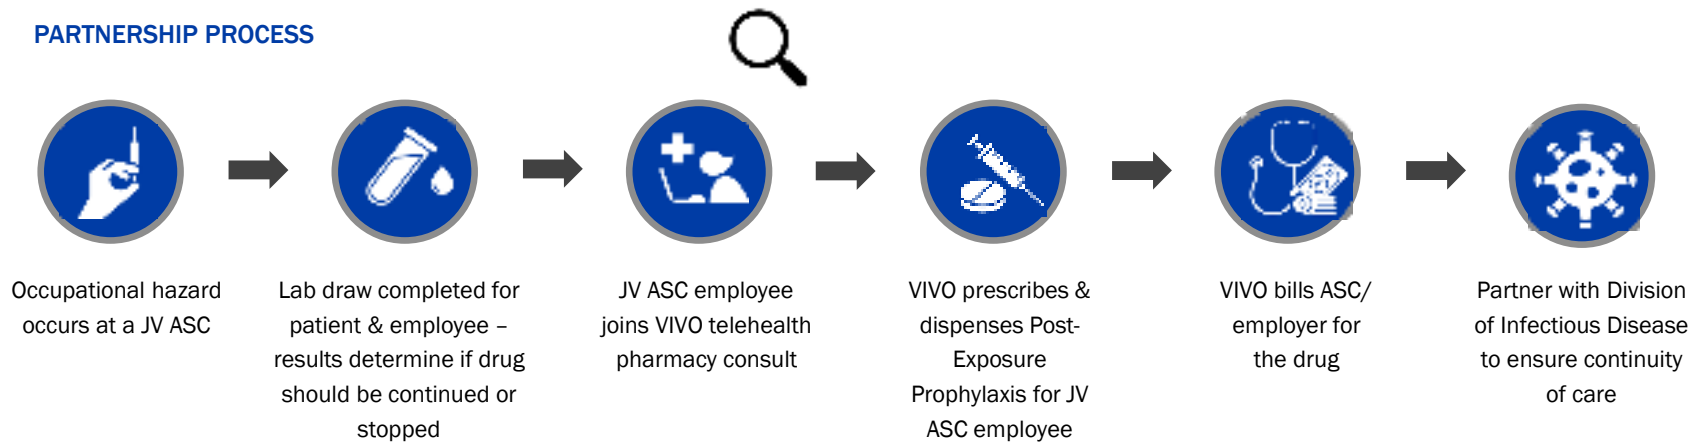 PARTNERSHIP PROCESS
Occupational hazard
occurs at a JV ASC
Lab draw completed for
patient & employee –
results determine if drug
should be continued or
stopped
JV ASC employee
joins VIVO telehealth
pharmacy consult
VIVO prescribes &
dispenses Post-
Exposure
Prophylaxis for JV
ASC employee
VIVO bills ASC/
employer for
the drug
Partner with Division
of Infectious Disease
to ensure continuity
of care